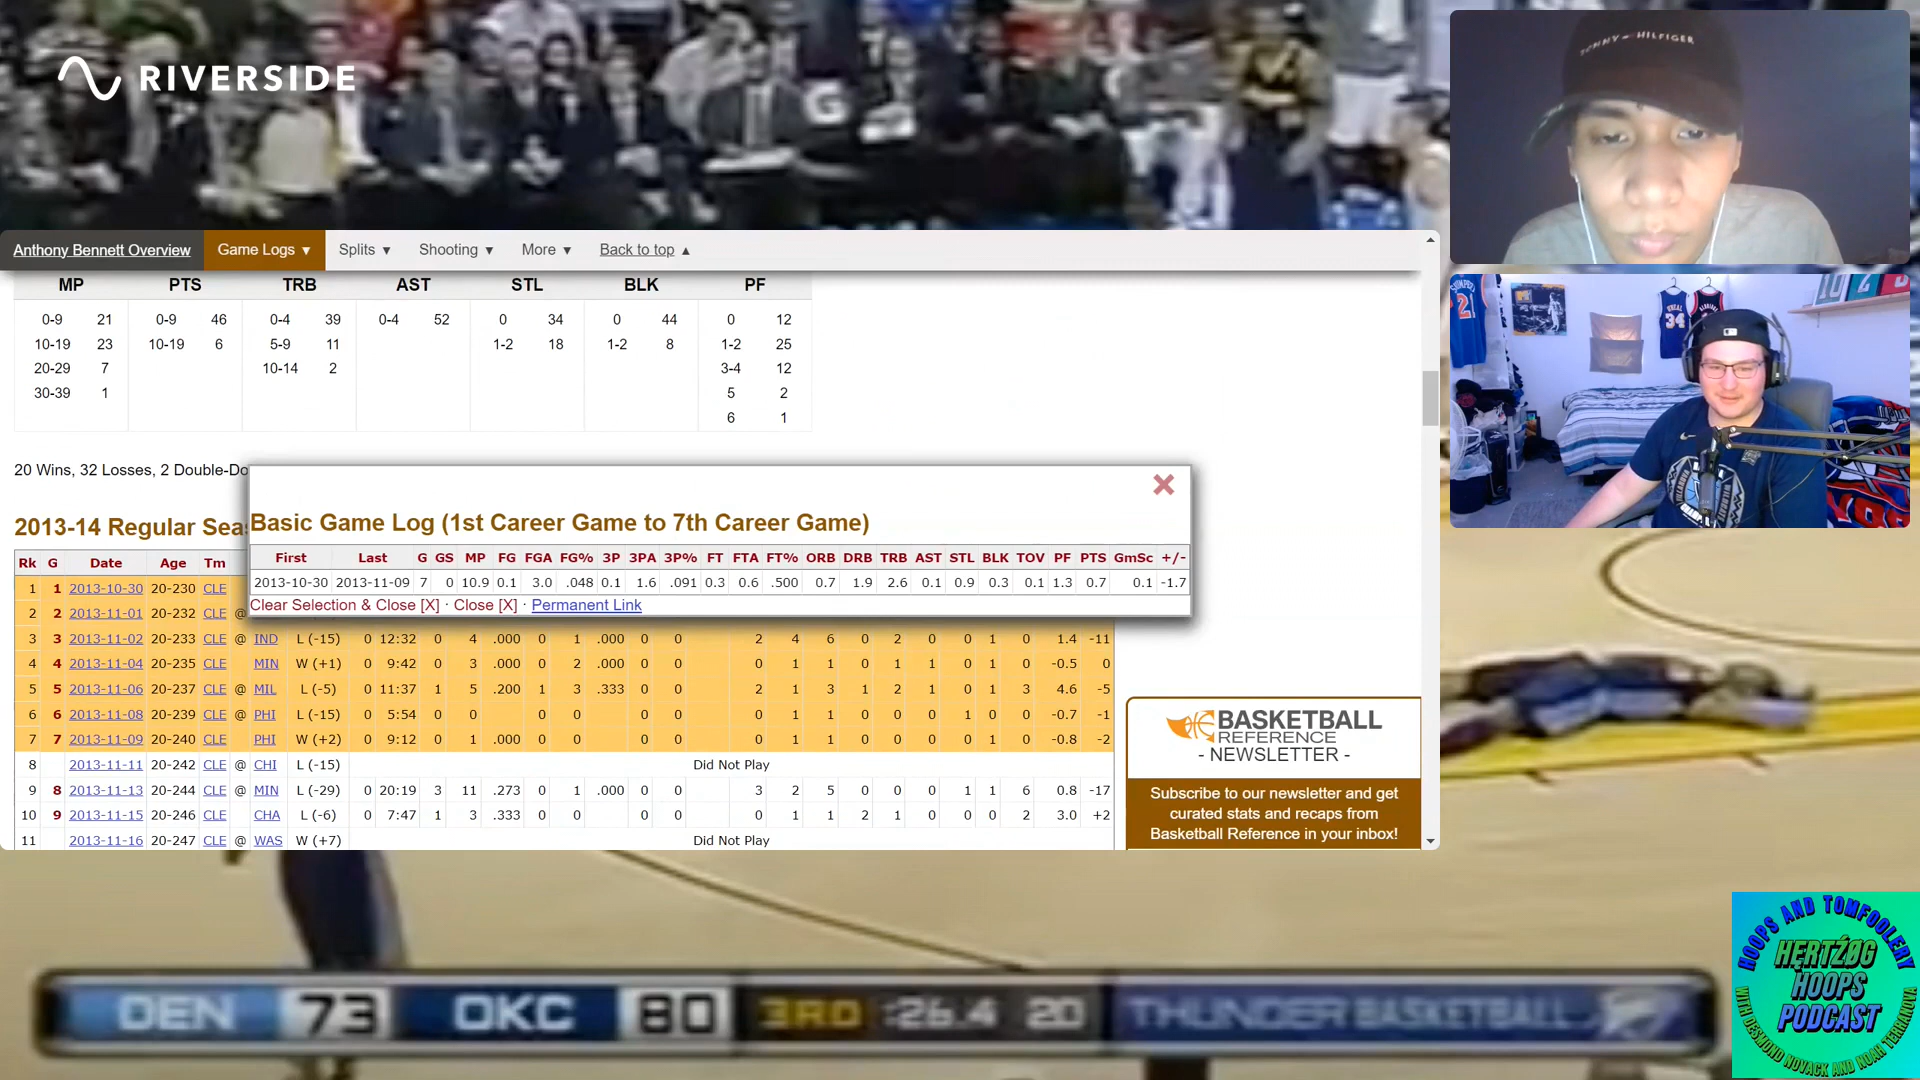 RIVERSIDE
G
TOMMY HILFIGER
Anthony Bennett Overview Game Logs ▼ Splits ▼ Shooting ▼ More ▼ Back to top ▲
MP PTS TRB AST STL BLK PF
0-9 21 0-9 46 0-4 39 0-4 52 0 34 0 44 0 12
10-19 23 10-19 6 5-9 11 1-2 18 1-2 8 1-2 25
20-29 7 10-14 2 3-4 12
30-39 1 5 2
6 1
20 Wins, 32 Losses, 2 Double-Do
2013-14 Regular Sea
Basic Game Log (1st Career Game to 7th Career Game)
First Last G GS MP FG FGA FG% 3P 3PA 3P% FT FTA FT% ORB DRB TRB AST STL BLK TOV PF PTS GmSc +/-
2013-10-30 2013-11-09 7 0 10.9 0.1 3.0 .048 0.1 1.6 .091 0.3 0.6 .500 0.7 1.9 2.6 0.1 0.9 0.3 0.1 1.3 0.7 0.1 -1.7
Clear Selection & Close [X] · Close [X] · Permanent Link
Rk G Date Age Tm
1 1 2013-10-30 20-230 CLE
2 2 2013-11-01 20-232 CLE @
3 3 2013-11-02 20-233 CLE @ IND L (-15) 0 12:32 0 4 .000 0 1 .000 0 0 2 4 6 0 2 0 0 1 0 1.4 -11
4 4 2013-11-04 20-235 CLE MIN W (+1) 0 9:42 0 3 .000 0 2 .000 0 0 0 1 1 0 1 1 0 1 0 -0.5 0
5 5 2013-11-06 20-237 CLE @ MIL L (-5) 0 11:37 1 5 .200 1 3 .333 0 0 2 1 3 1 2 1 0 1 3 4.6 -5
6 6 2013-11-08 20-239 CLE @ PHI L (-15) 0 5:54 0 0 0 0 0 0 0 1 1 0 0 0 1 0 0 -0.7 -1
7 7 2013-11-09 20-240 CLE PHI W (+2) 0 9:12 0 1 .000 0 0 0 0 0 1 1 0 0 0 0 1 0 -0.8 -2
8 2013-11-11 20-242 CLE @ CHI L (-15) Did Not Play
9 8 2013-11-13 20-244 CLE @ MIN L (-29) 0 20:19 3 11 .273 0 1 .000 0 0 3 2 5 0 0 0 1 1 6 0.8 -17
10 9 2013-11-15 20-246 CLE CHA L (-6) 0 7:47 1 3 .333 0 0 0 0 0 1 1 2 1 0 0 0 2 3.0 +2
11 2013-11-16 20-247 CLE @ WAS W (+7) Did Not Play
BASKETBALL
REFERENCE
- NEWSLETTER -
Subscribe to our newsletter and get
curated stats and recaps from
Basketball Reference in your inbox!
34
DEN 73 OKC 80 3RD :26.4 20 THUNDER BASKETBALL
HOOPS AND TOMFOOLERY
HERTZØG
HOOPS
PODCAST
WITH DESMOND NOVACK AND NOAH TERRANOVA